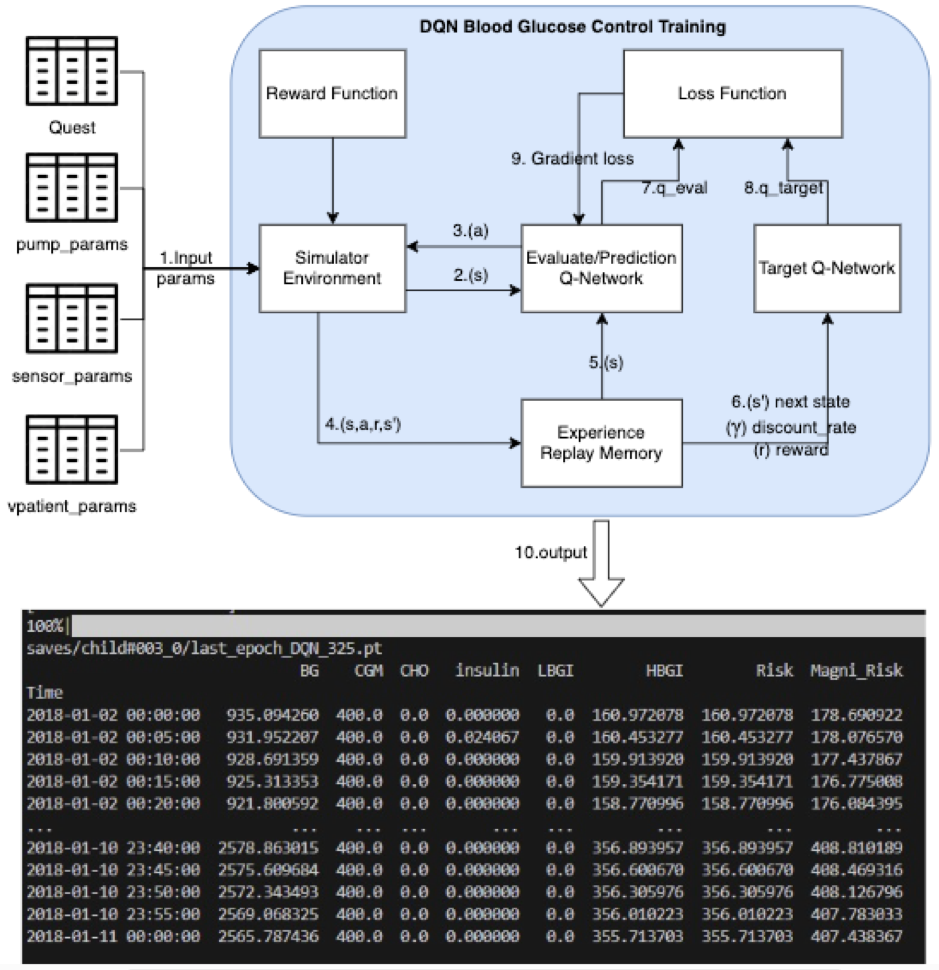 DQN Blood Glucose Control Training
Quest
pump_params
sensor_params
vpatient_params
1.Input
params
Reward Function
Loss Function
9. Gradient loss
7.q_eval
8.q_target
Simulator
Environment
3.(a)
2.(s)
Evaluate/Prediction
Q-Network
Target Q-Network
5.(s)
4.(s,a,r,s')
Experience
Replay Memory
6.(s') next state
(γ) discount_rate
(r) reward
10.output
100%|
saves/child#003_0/last_epoch_DQN_325.pt
BG CGM CHO insulin LBGI HBGI Risk Magni_Risk
Time
2018-01-02 00:00:00 935.094260 400.0 0.0 0.000000 0.0 160.972078 160.972078 178.690922
2018-01-02 00:05:00 931.952207 400.0 0.0 0.024067 0.0 160.453277 160.453277 178.076570
2018-01-02 00:10:00 928.691359 400.0 0.0 0.000000 0.0 159.913920 159.913920 177.437867
2018-01-02 00:15:00 925.313353 400.0 0.0 0.000000 0.0 159.354171 159.354171 176.775008
2018-01-02 00:20:00 921.800592 400.0 0.0 0.000000 0.0 158.770996 158.770996 176.084395
... ... ... ... ... ... ... ... ...
2018-01-10 23:40:00 2578.863015 400.0 0.0 0.000000 0.0 356.893957 356.893957 408.810189
2018-01-10 23:45:00 2575.609684 400.0 0.0 0.000000 0.0 356.600670 356.600670 408.469316
2018-01-10 23:50:00 2572.343493 400.0 0.0 0.000000 0.0 356.305976 356.305976 408.126796
2018-01-10 23:55:00 2569.068325 400.0 0.0 0.000000 0.0 356.010223 356.010223 407.783033
2018-01-11 00:00:00 2565.787436 400.0 0.0 0.000000 0.0 355.713703 355.713703 407.438367